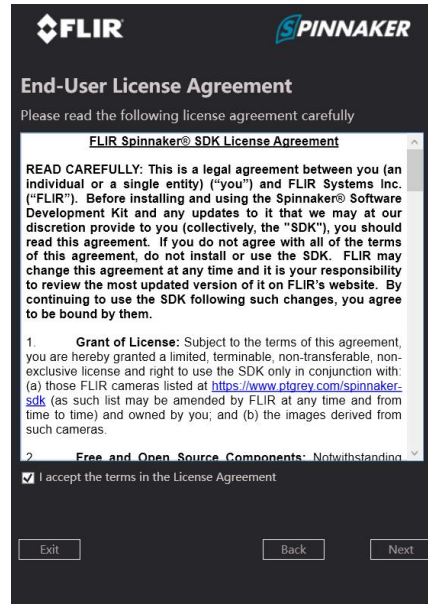 FLIR
SPINNAKER
End-User License Agreement
Please read the following license agreement carefully
FLIR Spinnaker® SDK License Agreement
READ CAREFULLY: This is a legal agreement between you (an
individual or a single entity) (“you”) and FLIR Systems Inc.
(“FLIR”). Before installing and using the Spinnaker® Software
Development Kit and any updates to it that we may at our
discretion provide to you (collectively, the "SDK"), you should
read this agreement. If you do not agree with all of the terms
of this agreement, do not install or use the SDK. FLIR may
change this agreement at any time and it is your responsibility
to review the most updated version of it on FLIR’s website. By
continuing to use the SDK following such changes, you agree
to be bound by them.
1. Grant of License: Subject to the terms of this agreement,
you are hereby granted a limited, terminable, non-transferable, non-
exclusive license and right to use the SDK only in conjunction with:
(a) those FLIR cameras listed at https://www.ptgrey.com/spinnaker-
sdk (as such list may be amended by FLIR at any time and from
time to time) and owned by you; and (b) the images derived from
such cameras.
2. Free and Open Source Components: Notwithstanding
I accept the terms in the License Agreement
Exit
Back
Next